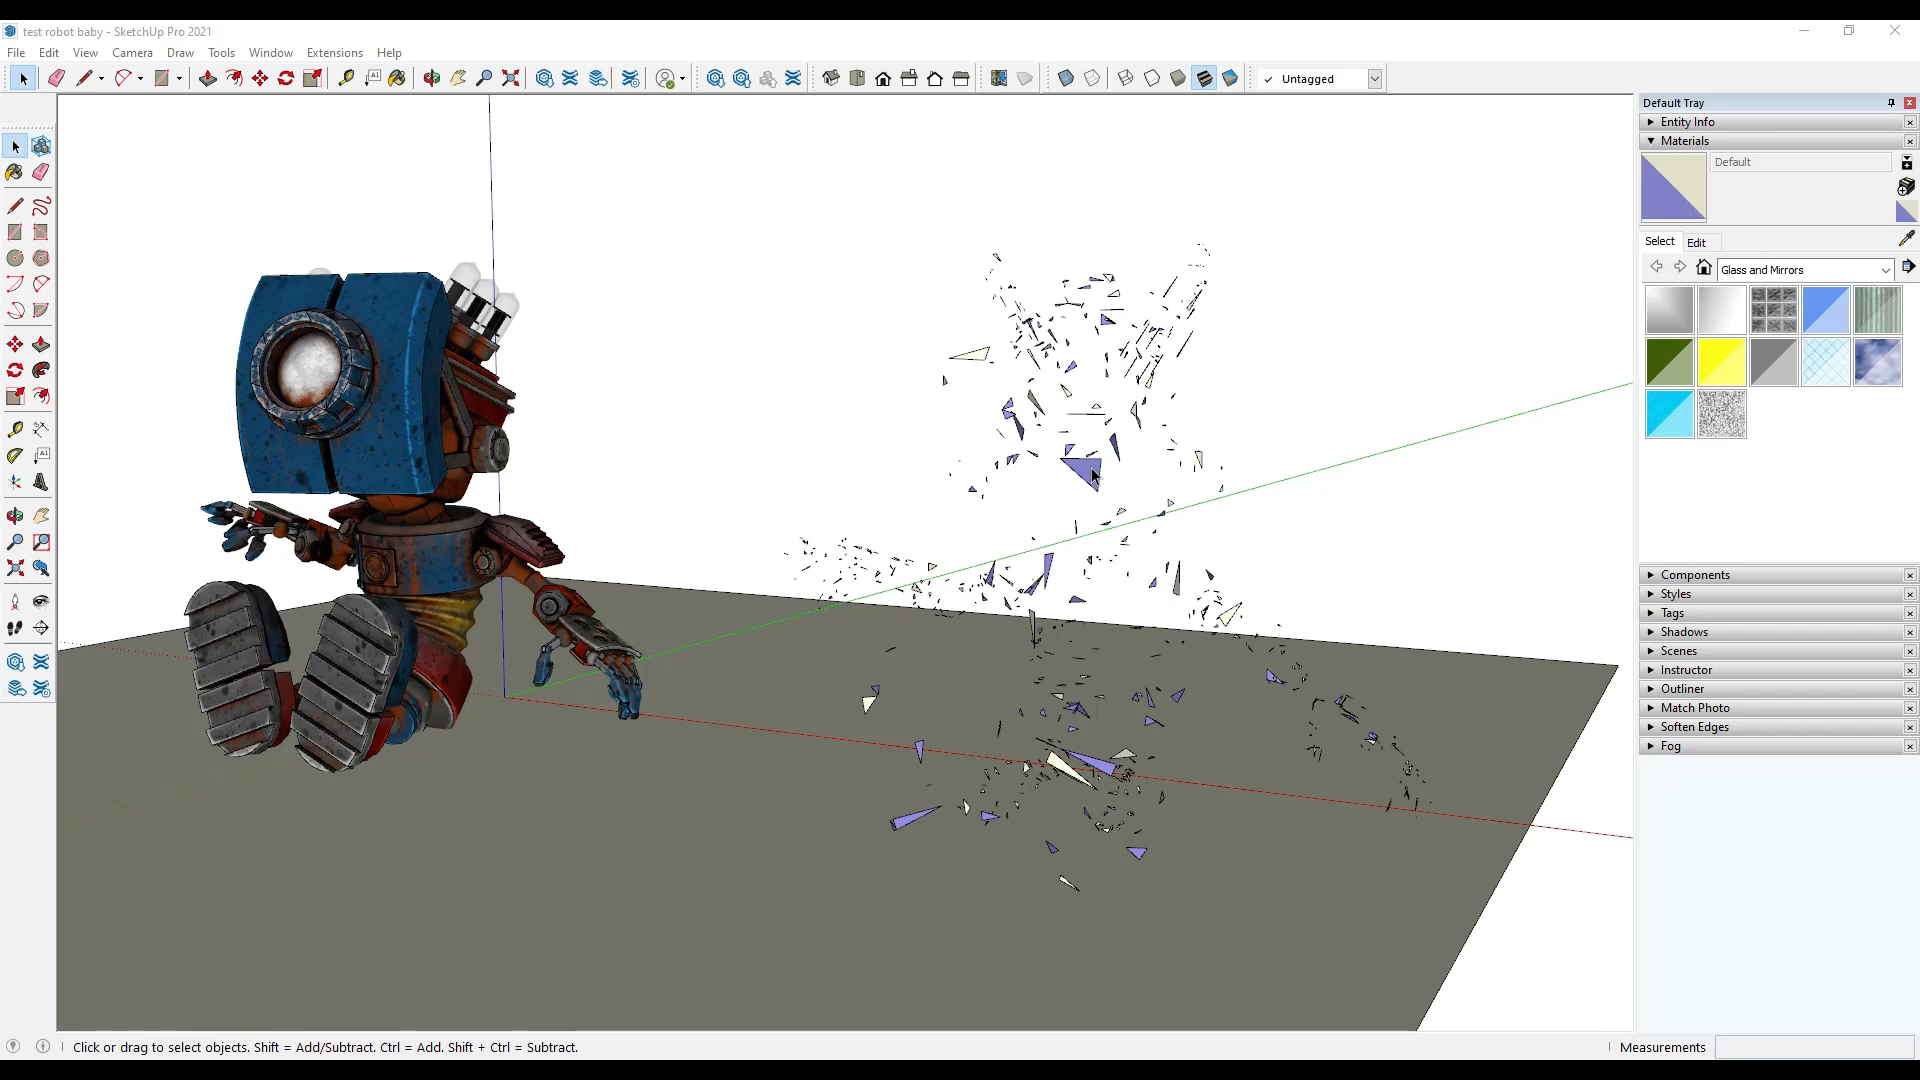 test robot baby - SketchUp Pro 2021
File Edit View Camera Draw Tools Window Extensions Help
A1
✓ Untagged
Default Tray
Entity Info
Materials
Default
Select Edit
Glass and Mirrors
A1
Components
Styles
Tags
Shadows
Scenes
Instructor
Outliner
Match Photo
Soften Edges
Fog
Click or drag to select objects. Shift = Add/Subtract. Ctrl = Add. Shift + Ctrl = Subtract.
Measurements